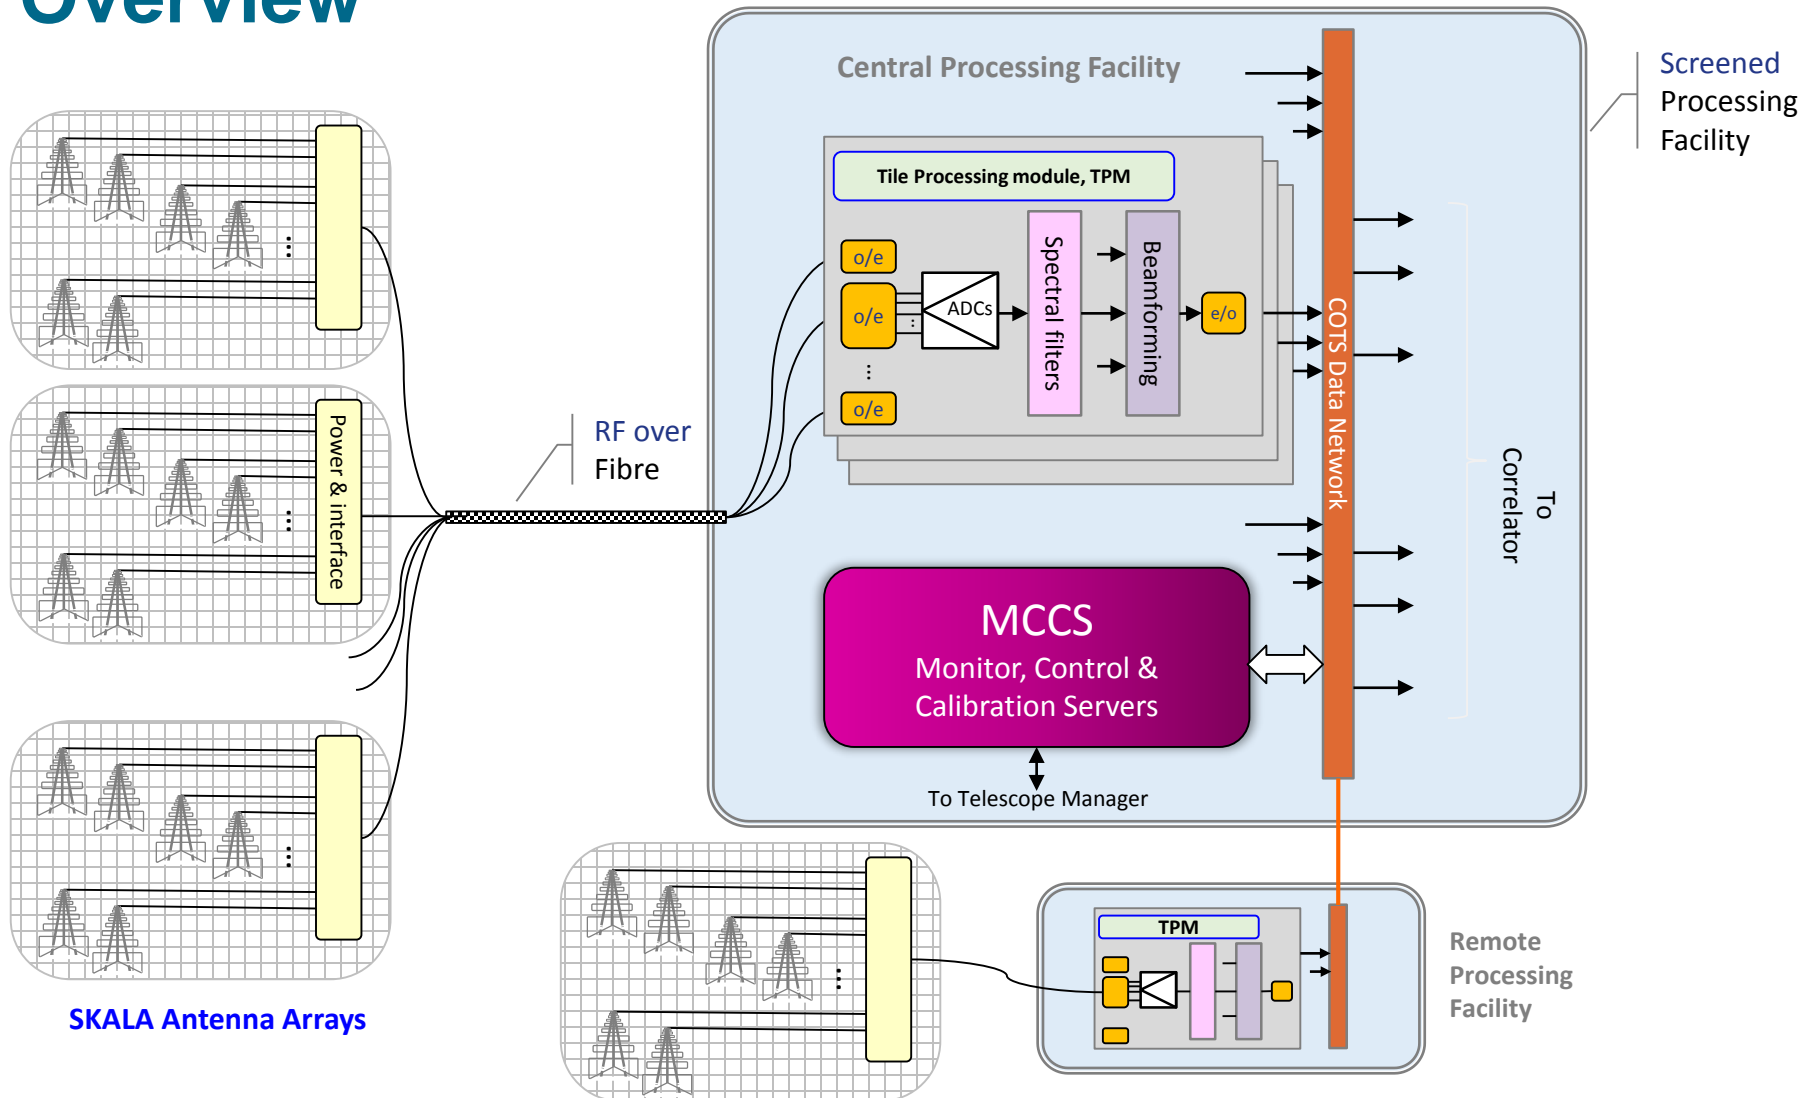 Overview
Central Processing Facility
Screened
Processing
Facility
Tile Processing module, TPM
o/e
o/e
...
o/e
...
ADCs
Spectral filters
Beamforming
e/o
COTS Data Network
To
Correlator
RF over
Fibre
...
Power & interface
...
...
MCCS
Monitor, Control &
Calibration Servers
To Telescope Manager
SKALA Antenna Arrays
...
TPM
Remote
Processing
Facility